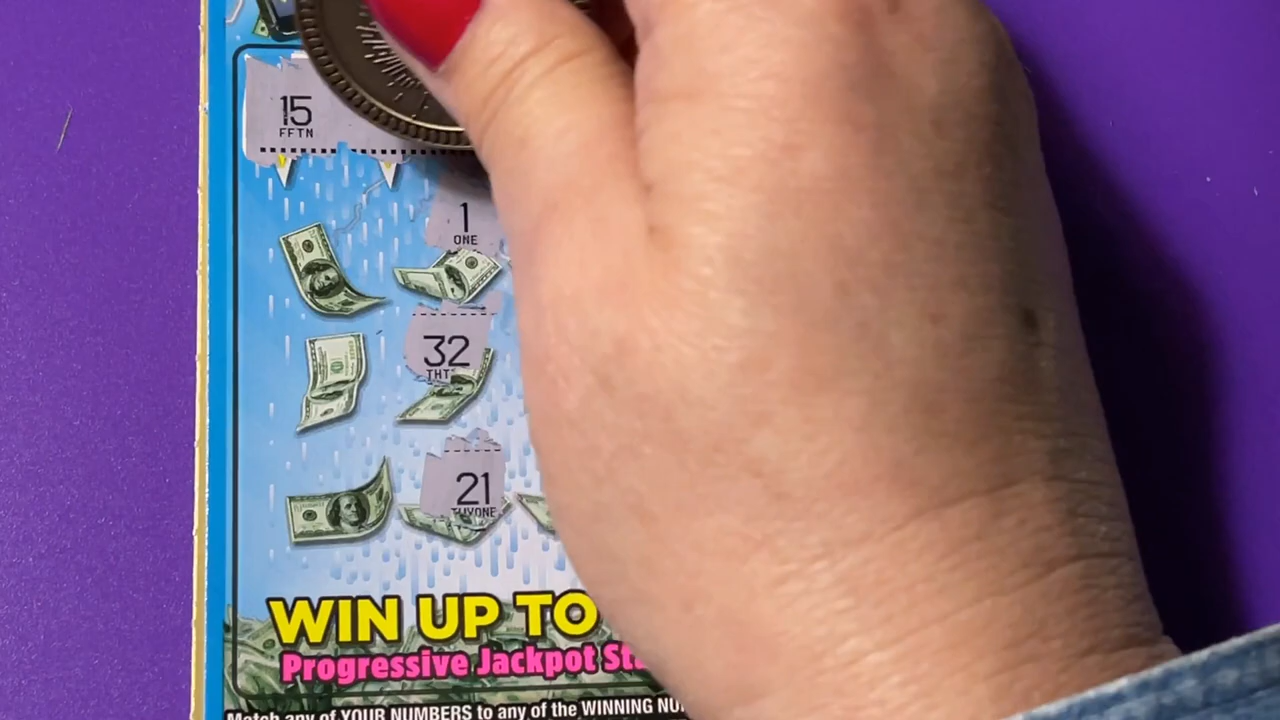 15
FFTN
1
ONE
32
THT
21
TWYONE
WIN UP TO
Progressive Jackpot
Match any of YOUR NUMBERS to any of the WINNING